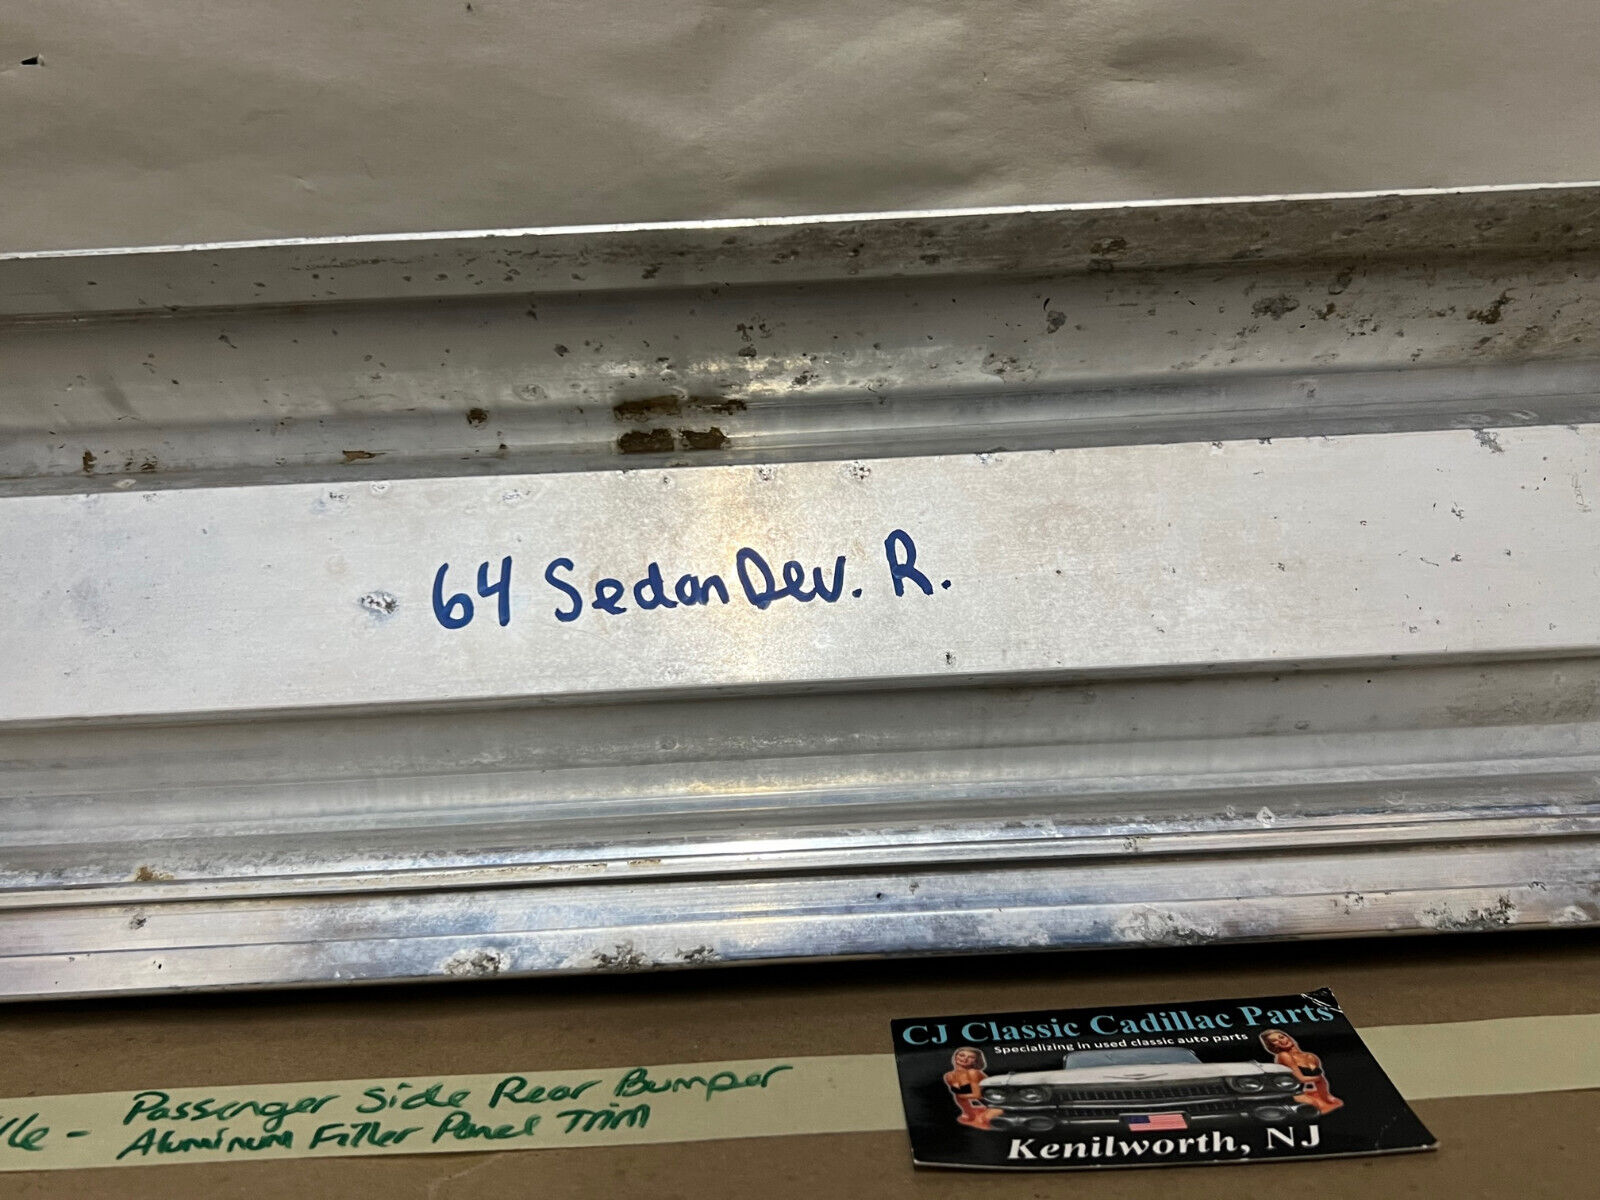 64 Sedan Dev. R.
Passenger Side Rear Bumper
Aluminum Filler Panel Trim
CJ Classic Cadillac Parts
Specializing in used classic auto parts
Kenilworth, NJ